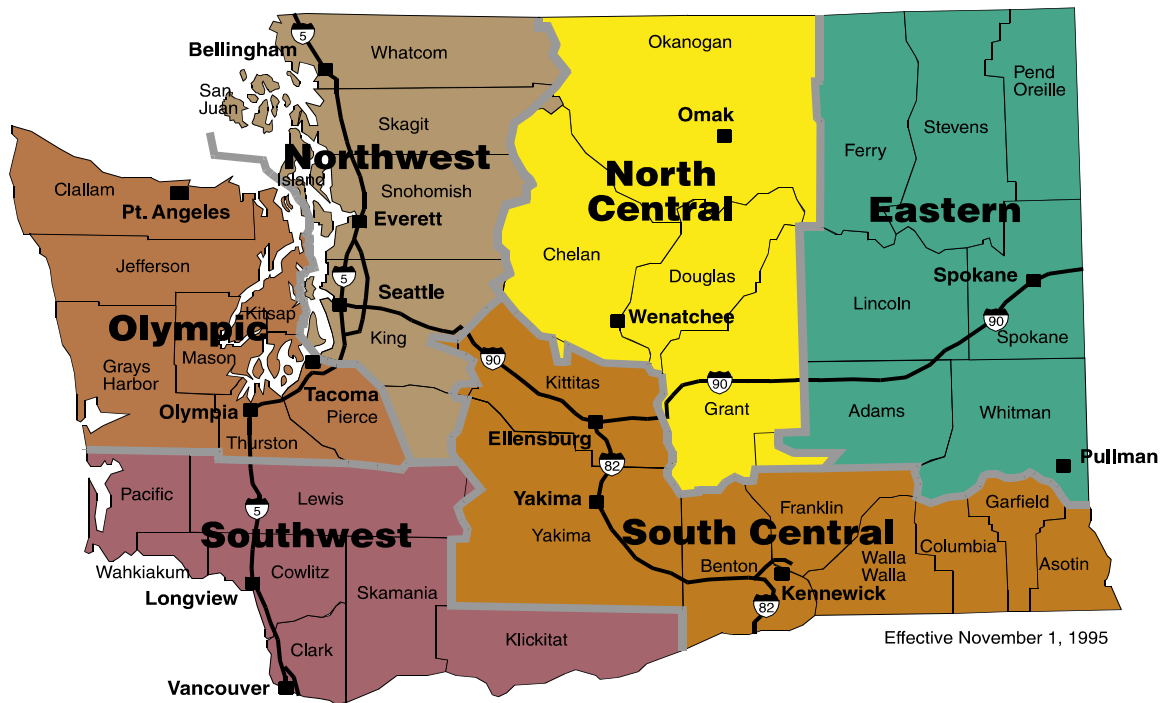 5
Bellingham
Whatcom
Okanogan
San
Juan
Pend
Oreille
Omak
Skagit
Stevens
Ferry
Northwest
North
Central
Island
Clallam
Snohomish
Pt. Angeles
Everett
Eastern
Chelan
Jefferson
Douglas
5
Seattle
Spokane
Lincoln
Kitsap
Olympic
Wenatchee
90
King
Spokane
Mason
Grays
Harbor
90
Kittitas
90
Tacoma
Olympia
Pierce
Grant
Adams
Whitman
Ellensburg
Thurston
82
Pullman
Pacific
Lewis
Yakima
Franklin
Garfield
5
Southwest
Yakima
South Central
Columbia
Wahkiakum
Cowlitz
Benton
Walla
Walla
Asotin
Longview
Skamania
Kennewick
82
Klickitat
Effective November 1, 1995
Clark
Vancouver